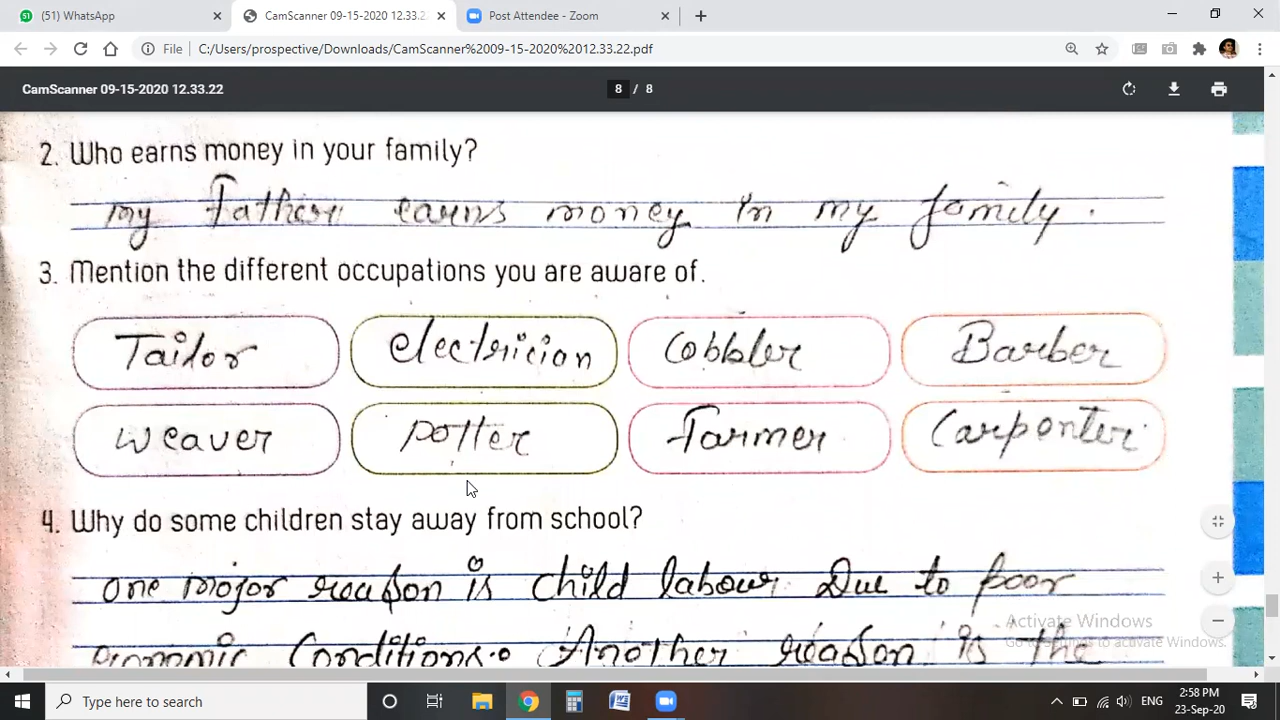 (51) WhatsApp
CamScanner 09-15-2020 12.33.2
Post Attendee - Zoom
File
C:/Users/prospective/Downloads/CamScanner%2009-15-2020%2012.33.22.pdf
CamScanner 09-15-2020 12.33.22
8 / 8
2. Who earns money in your family?
my Father earns money in my family.
3. Mention the different occupations you are aware of.
Tailor electrician Cobbler Barber
weaver potter Farmer Carpenter
4. Why do some children stay away from school?
one major reason is child labour. Due to poor
economic Conditions. Another reason is the
Activate Windows
Go to Settings to activate Windows.
Type here to search
ENG
2:58 PM
23-Sep-20